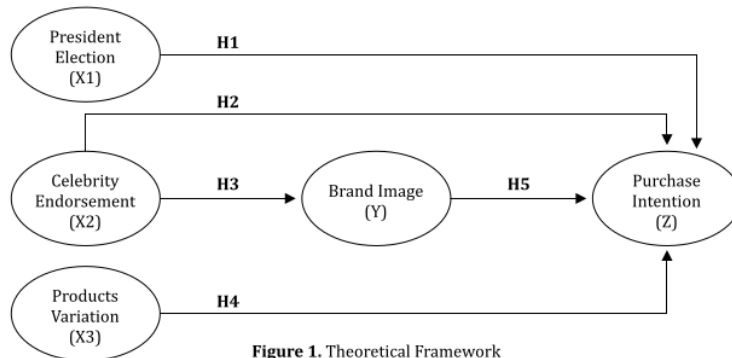 President
Election
(X1)
H1
H2
Celebrity
Endorsement
(X2)
H3
Brand Image
(Y)
H5
Purchase
Intention
(Z)
Products
Variation
(X3)
H4
Figure 1. Theoretical Framework